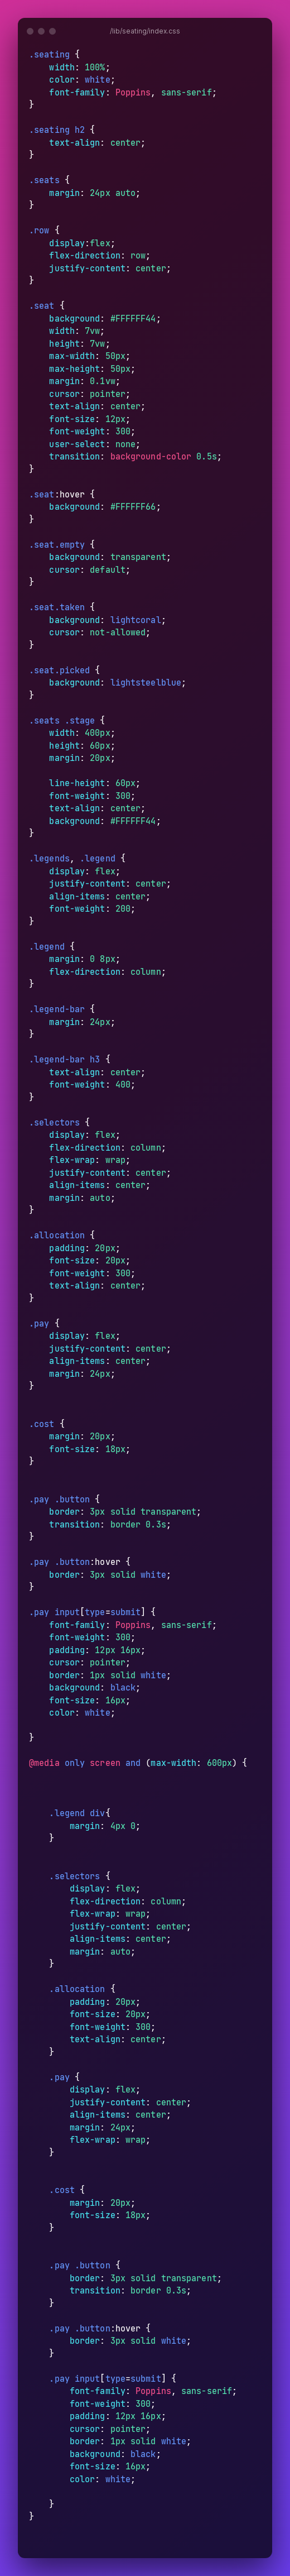 /lib/seating/index.css
.seating {
    width: 100%;
    color: white;
    font-family: Poppins, sans-serif;
}

.seating h2 {
    text-align: center;
}

.seats {
    margin: 24px auto;
}

.row {
    display:flex;
    flex-direction: row;
    justify-content: center;
}

.seat {
    background: #FFFFFF44;
    width: 7vw;
    height: 7vw;
    max-width: 50px;
    max-height: 50px;
    margin: 0.1vw;
    cursor: pointer;
    text-align: center;
    font-size: 12px;
    font-weight: 300;
    user-select: none;
    transition: background-color 0.5s;
}

.seat:hover {
    background: #FFFFFF66;
}

.seat.empty {
    background: transparent;
    cursor: default;
}

.seat.taken {
    background: lightcoral;
    cursor: not-allowed;
}

.seat.picked {
    background: lightsteelblue;
}

.seats .stage {
    width: 400px;
    height: 60px;
    margin: 20px;

    line-height: 60px;
    font-weight: 300;
    text-align: center;
    background: #FFFFFF44;
}

.legends, .legend {
    display: flex;
    justify-content: center;
    align-items: center;
    font-weight: 200;
}

.legend {
    margin: 0 8px;
    flex-direction: column;
}

.legend-bar {
    margin: 24px;
}

.legend-bar h3 {
    text-align: center;
    font-weight: 400;
}

.selectors {
    display: flex;
    flex-direction: column;
    flex-wrap: wrap;
    justify-content: center;
    align-items: center;
    margin: auto;
}

.allocation {
    padding: 20px;
    font-size: 20px;
    font-weight: 300;
    text-align: center;
}

.pay {
    display: flex;
    justify-content: center;
    align-items: center;
    margin: 24px;
}


.cost {
    margin: 20px;
    font-size: 18px;
}


.pay .button {
    border: 3px solid transparent;
    transition: border 0.3s;
}

.pay .button:hover {
    border: 3px solid white;
}

.pay input[type=submit] {
    font-family: Poppins, sans-serif;
    font-weight: 300;
    padding: 12px 16px;
    cursor: pointer;
    border: 1px solid white;
    background: black;
    font-size: 16px;
    color: white;

}

@media only screen and (max-width: 600px) {



    .legend div{
        margin: 4px 0;
    }


    .selectors {
        display: flex;
        flex-direction: column;
        flex-wrap: wrap;
        justify-content: center;
        align-items: center;
        margin: auto;
    }

    .allocation {
        padding: 20px;
        font-size: 20px;
        font-weight: 300;
        text-align: center;
    }

    .pay {
        display: flex;
        justify-content: center;
        align-items: center;
        margin: 24px;
        flex-wrap: wrap;
    }


    .cost {
        margin: 20px;
        font-size: 18px;
    }


    .pay .button {
        border: 3px solid transparent;
        transition: border 0.3s;
    }

    .pay .button:hover {
        border: 3px solid white;
    }

    .pay input[type=submit] {
        font-family: Poppins, sans-serif;
        font-weight: 300;
        padding: 12px 16px;
        cursor: pointer;
        border: 1px solid white;
        background: black;
        font-size: 16px;
        color: white;

    }
}